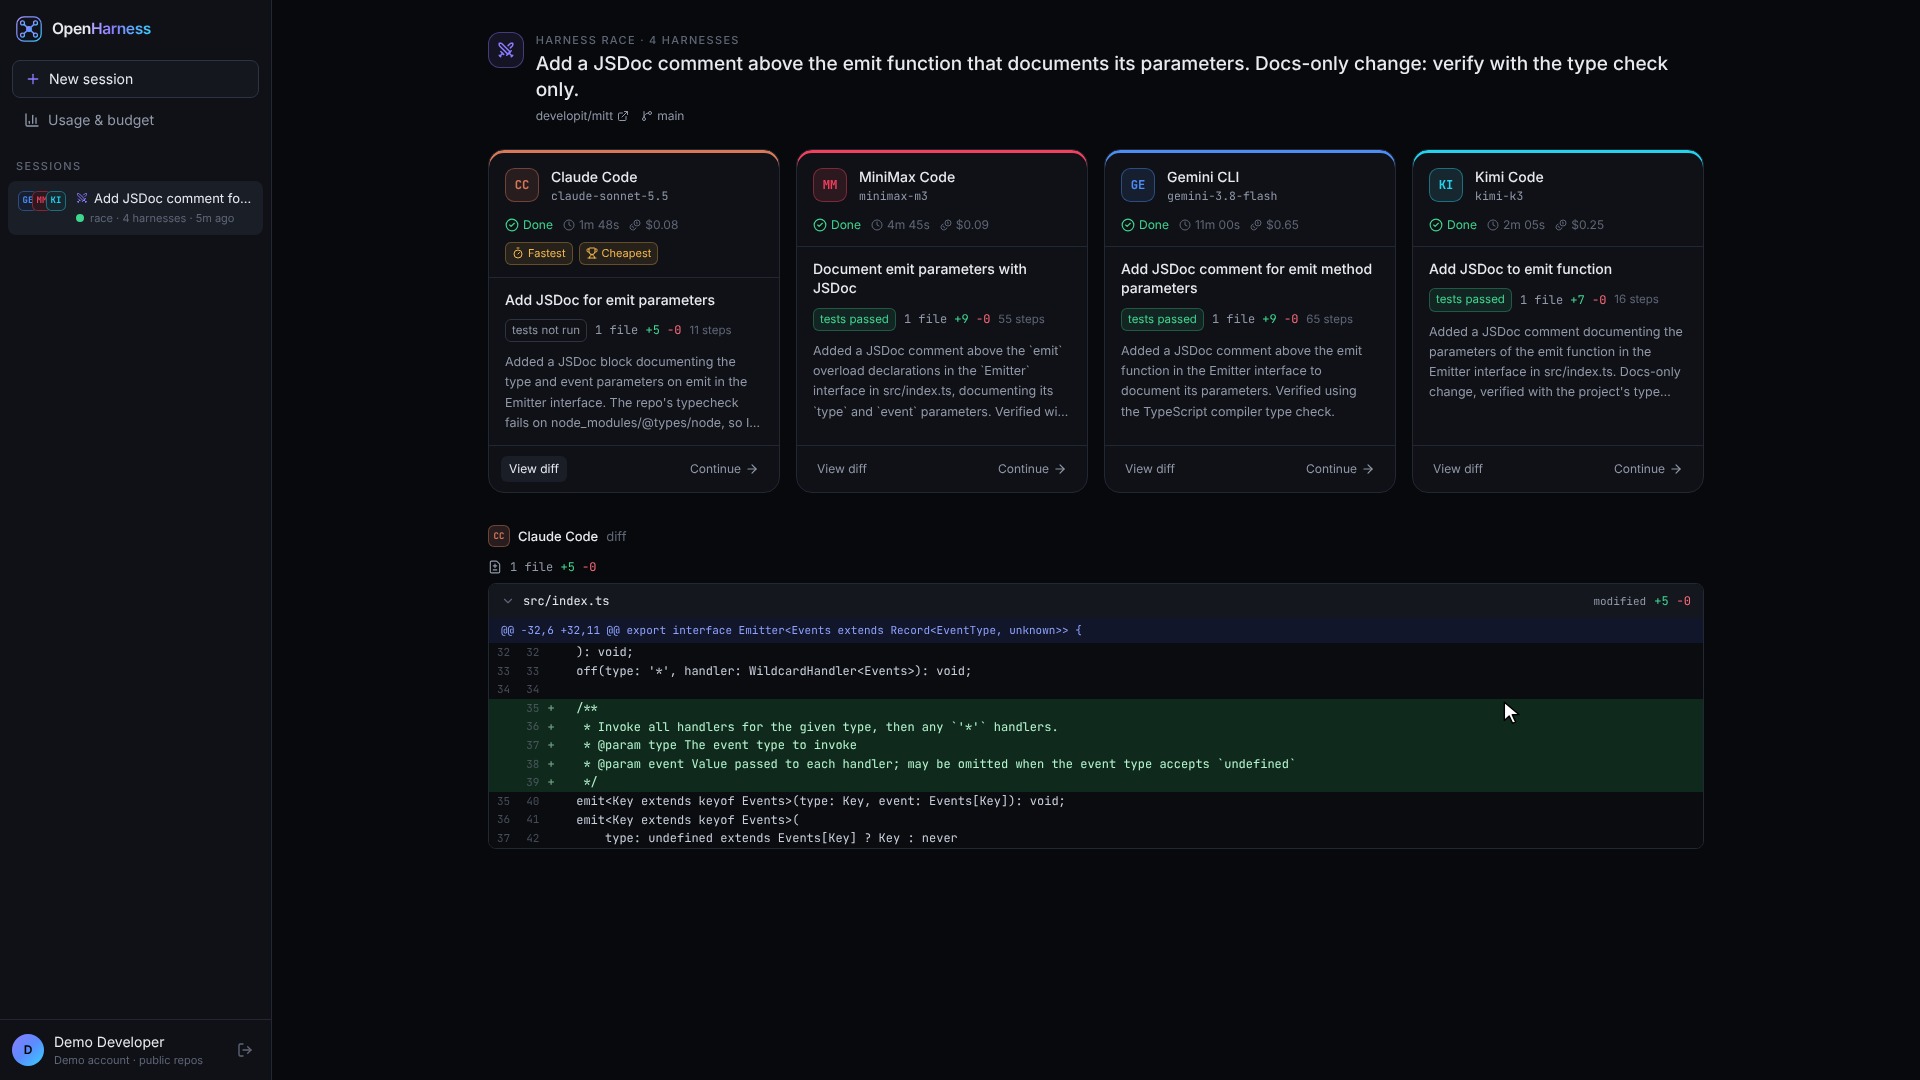 OpenHarness
New session
Usage & budget
SESSIONS
GE MM KI
Add JSDoc comment fo...
race · 4 harnesses · 5m ago
D
Demo Developer
Demo account · public repos
HARNESS RACE · 4 HARNESSES
Add a JSDoc comment above the emit function that documents its parameters. Docs-only change: verify with the type check
only.
developit/mitt main
CC
Claude Code
claude-sonnet-5.5
Done 1m 48s $0.08
Fastest Cheapest
Add JSDoc for emit parameters
tests not run 1 file +5 -0 11 steps
Added a JSDoc block documenting the
type and event parameters on emit in the
Emitter interface. The repo's typecheck
fails on node_modules/@types/node, so I...
View diff Continue
MM
MiniMax Code
minimax-m3
Done 4m 45s $0.09
Document emit parameters with
JSDoc
tests passed 1 file +9 -0 55 steps
Added a JSDoc comment above the `emit`
overload declarations in the `Emitter`
interface in src/index.ts, documenting its
`type` and `event` parameters. Verified wi...
View diff Continue
GE
Gemini CLI
gemini-3.8-flash
Done 11m 00s $0.65
Add JSDoc comment for emit method
parameters
tests passed 1 file +9 -0 65 steps
Added a JSDoc comment above the emit
function in the Emitter interface to
document its parameters. Verified using
the TypeScript compiler type check.
View diff Continue
KI
Kimi Code
kimi-k3
Done 2m 05s $0.25
Add JSDoc to emit function
tests passed 1 file +7 -0 16 steps
Added a JSDoc comment documenting the
parameters of the emit function in the
Emitter interface in src/index.ts. Docs-only
change, verified with the project's type...
View diff Continue
CC Claude Code diff
1 file +5 -0
src/index.ts modified +5 -0
@@ -32,6 +32,11 @@ export interface Emitter<Events extends Record<EventType, unknown>> {
32 32 ): void;
33 33 off(type: '*', handler: WildcardHandler<Events>): void;
34 34
35 + /**
36 + * Invoke all handlers for the given type, then any `'*'` handlers.
37 + * @param type The event type to invoke
38 + * @param event Value passed to each handler; may be omitted when the event type accepts `undefined`
39 + */
35 40 emit<Key extends keyof Events>(type: Key, event: Events[Key]): void;
36 41 emit<Key extends keyof Events>(
37 42 type: undefined extends Events[Key] ? Key : never